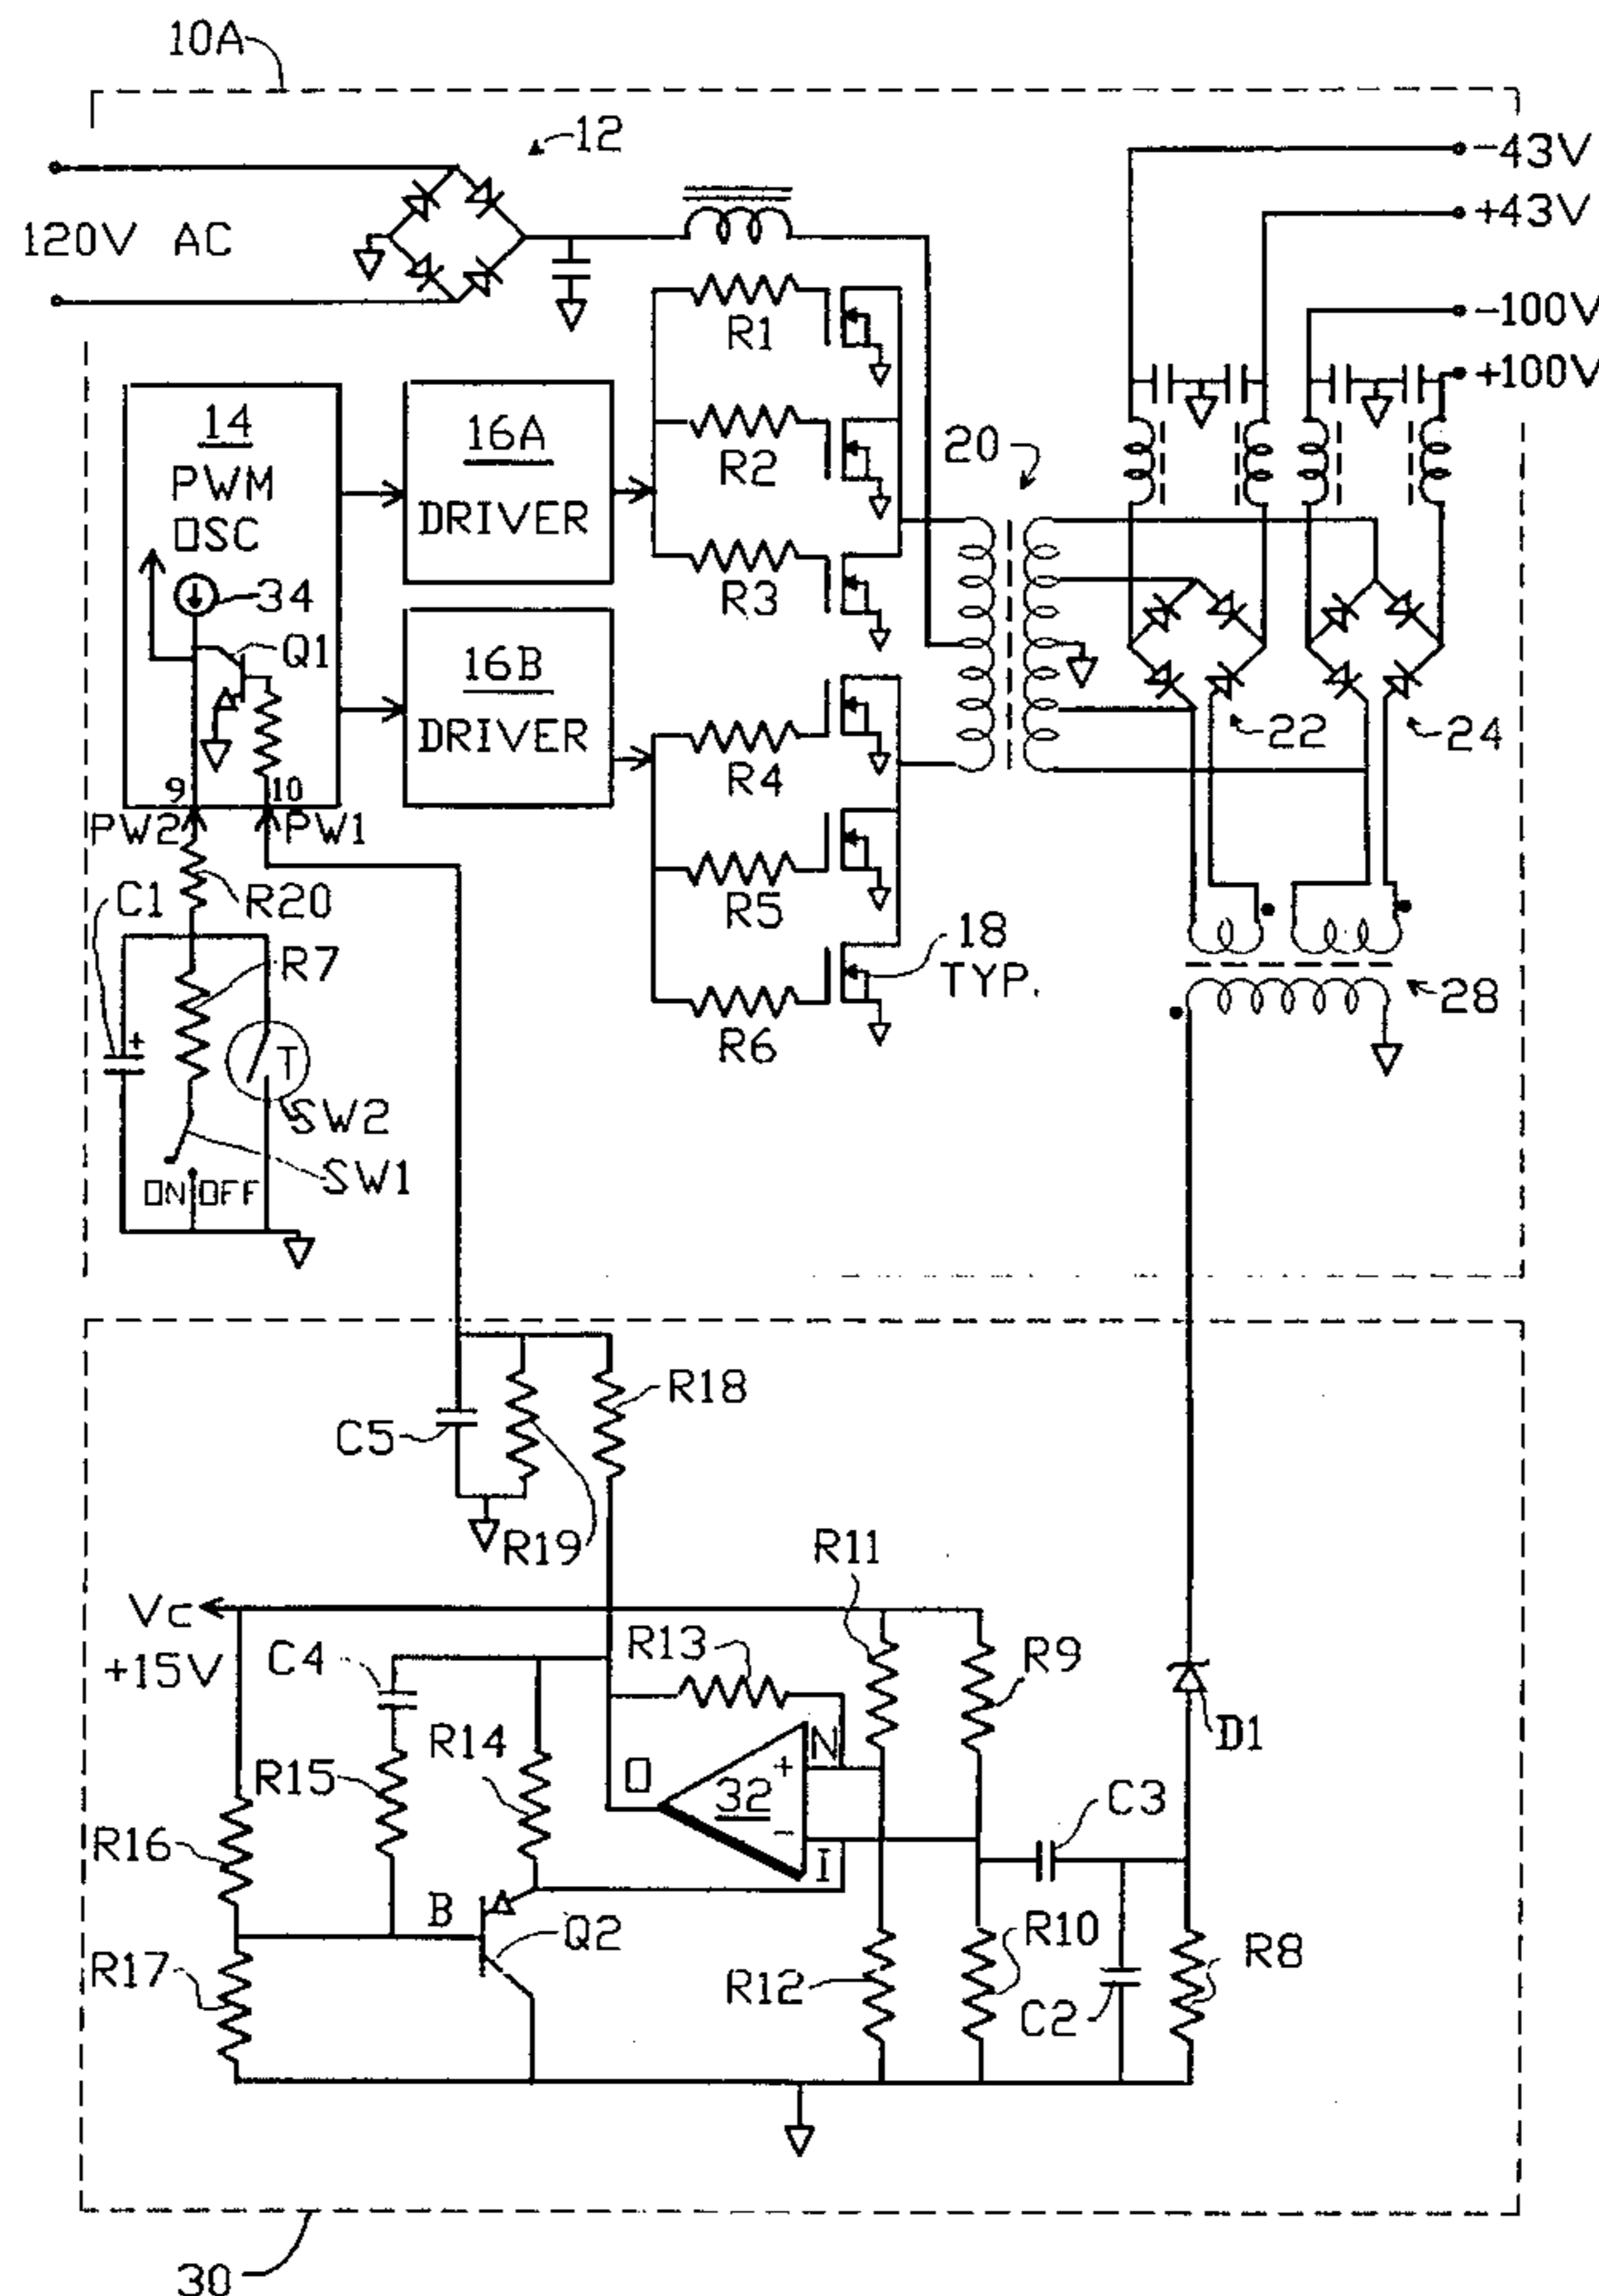 10A
12
-43V
+43V
120V AC
-100V
+100V
R1
14
PWM
OSC
16A
DRIVER
R2
20
34
R3
Q1
16B
DRIVER
22
24
9
10
R4
PW2
PW1
C1
R20
R5
R7
18
TYP.
28
R6
T
SW2
SW1
ON OFF
R18
C5
R19
R11
Vc
+15V
C4
R13
R9
D1
N
R14
O
+
32
-
R15
C3
R16
I
B
Q2
R10
R17
R12
C2
R8
30